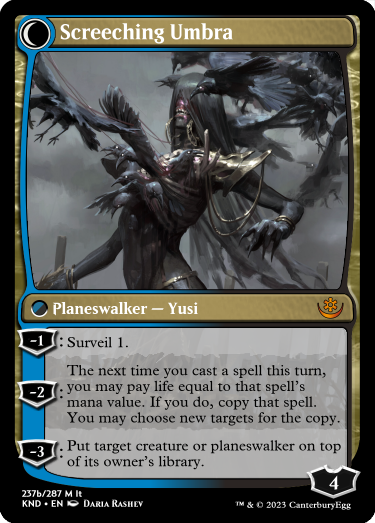 Screeching Umbra
Planeswalker — Yusi
-1: Surveil 1.
-2: The next time you cast a spell this turn,
you may pay life equal to that spell's
mana value. If you do, copy that spell.
You may choose new targets for the copy.
-3: Put target creature or planeswalker on top
of its owner's library.
4
237b/287 M It
KND • EN Daria Rashev
™ & © 2023 CanterburyEgg